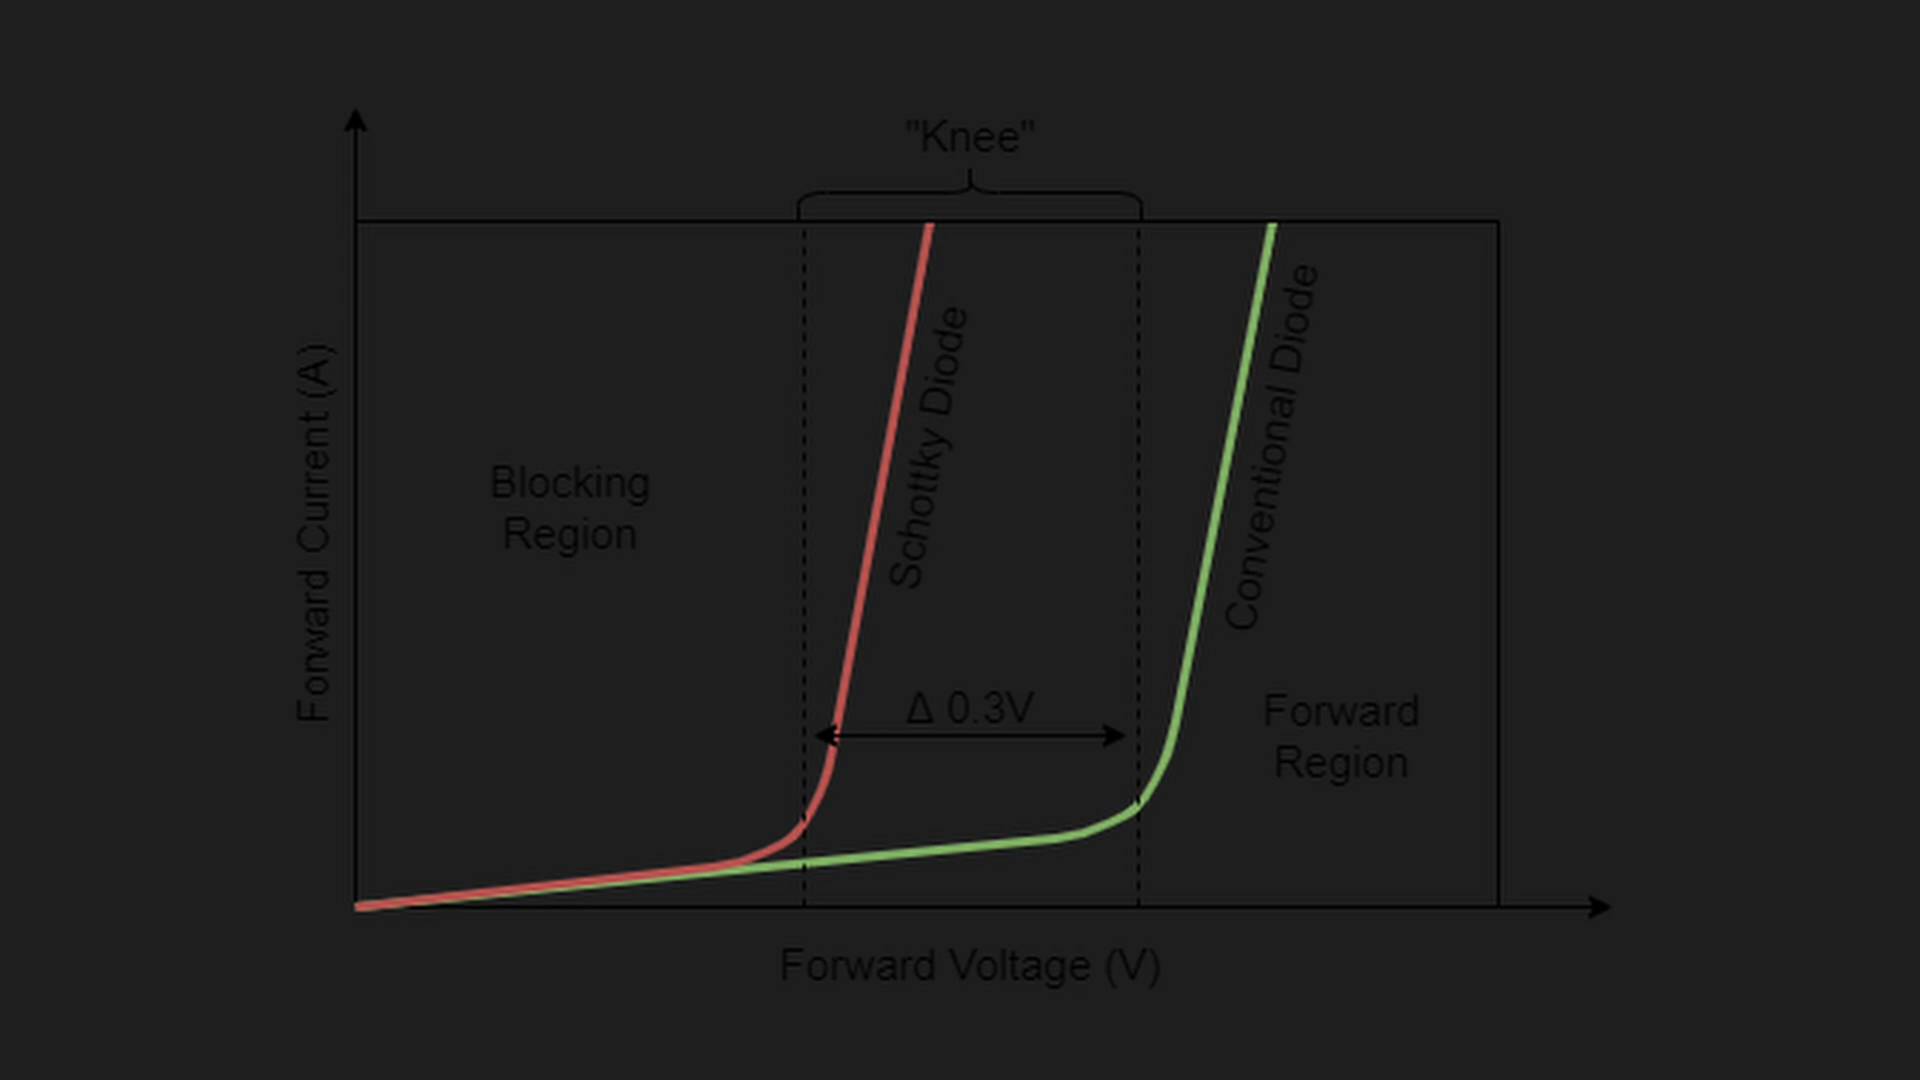 "Knee"
Forward Current (A)
Blocking
Region
Schottky Diode
Conventional Diode
Δ 0.3V
Forward
Region
Forward Voltage (V)